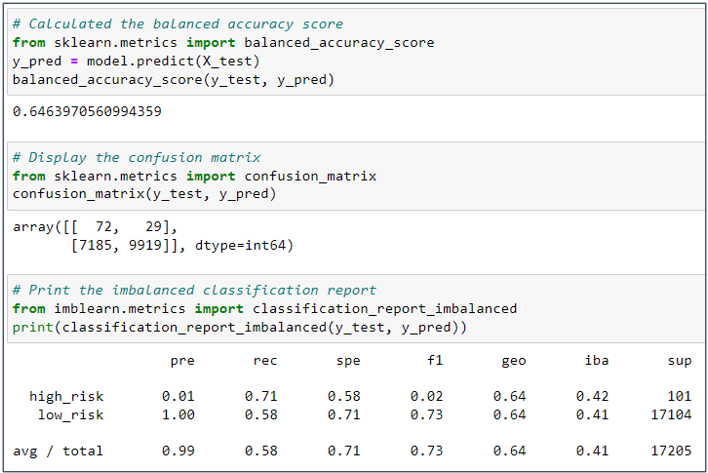 # Calculated the balanced accuracy score
from sklearn.metrics import balanced_accuracy_score
y_pred = model.predict(X_test)
balanced_accuracy_score(y_test, y_pred)
0.6463970560994359
# Display the confusion matrix
from sklearn.metrics import confusion_matrix
confusion_matrix(y_test, y_pred)
array([[  72,   29],
       [7185, 9919]], dtype=int64)
# Print the imbalanced classification report
from imblearn.metrics import classification_report_imbalanced
print(classification_report_imbalanced(y_test, y_pred))
pre rec spe f1 geo iba sup
high_risk 0.01 0.71 0.58 0.02 0.64 0.42 101
low_risk 1.00 0.58 0.71 0.73 0.64 0.41 17104
avg / total 0.99 0.58 0.71 0.73 0.64 0.41 17205